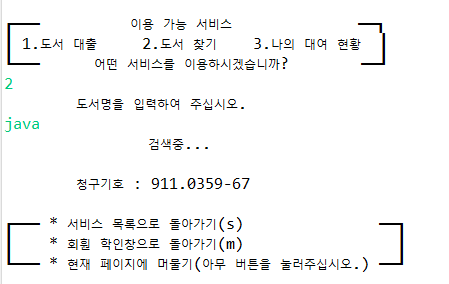 이용 가능 서비스
1.도서 대출 2.도서 찾기 3.나의 대여 현황
어떤 서비스를 이용하시겠습니까?
2
도서명을 입력하여 주십시오.
java
검색중...
청구기호 : 911.0359-67
* 서비스 목록으로 돌아가기(s)
* 회훤 학인창으로 돌아가기(m)
* 현재 페이지에 머물기(아무 버튼을 눌러주십시오.)